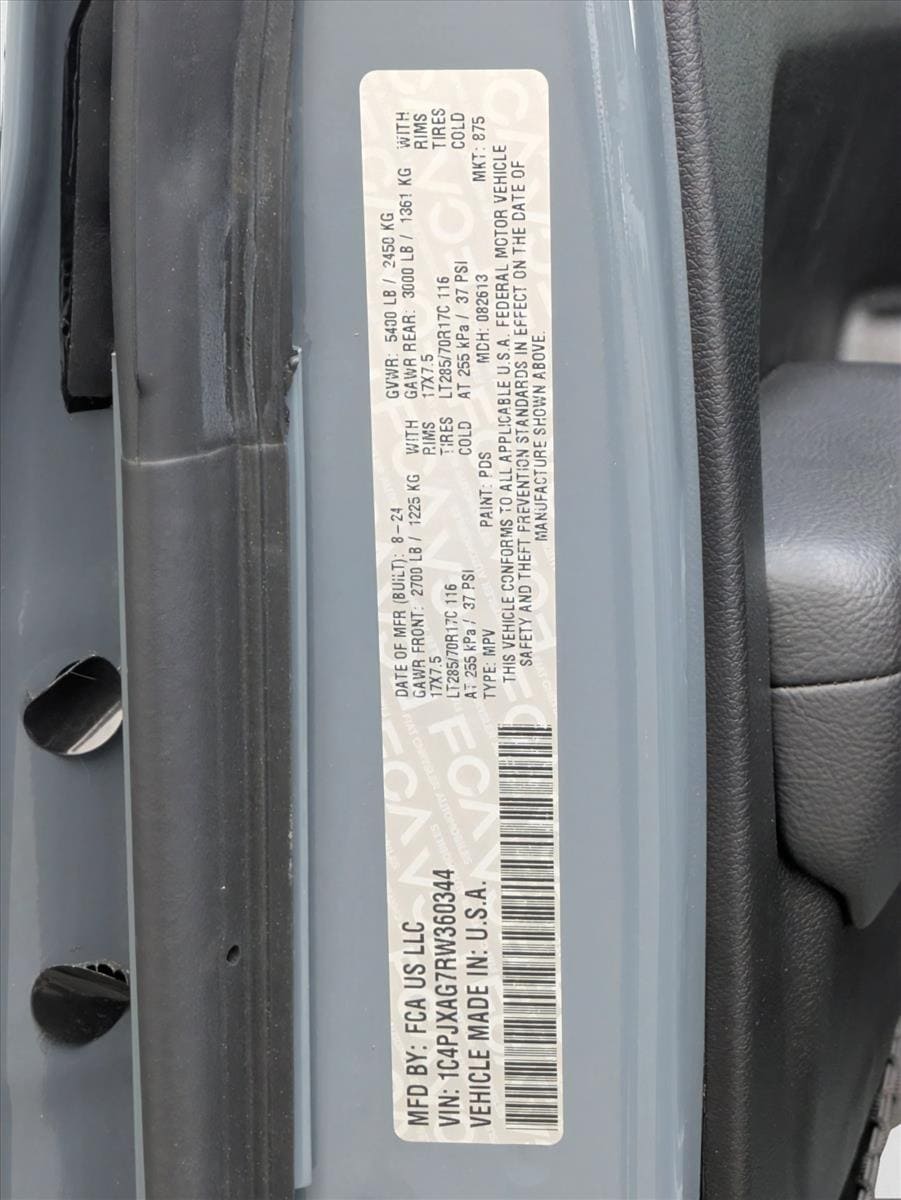 MFD BY: FCA US LLC
VIN: 1C4PJXAG7RW360344
VEHICLE MADE IN: U.S.A.
DATE OF MFR (BUILT): 8-24 GVWR: 5400 LB / 2450 KG
GAWR FRONT: 2700 LB / 1225 KG WITH GAWR REAR: 3000 LB / 1361 KG WITH
17X7.5 RIMS 17X7.5 RIMS
LT285/70R17C 116 TIRES LT285/70R17C 116 TIRES
AT 255 kPa / 37 PSI COLD AT 255 kPa / 37 PSI COLD
TYPE: MPV PAINT: PDS MDH: 082613 MKT: 875
THIS VEHICLE CONFORMS TO ALL APPLICABLE U.S.A. FEDERAL MOTOR VEHICLE
SAFETY AND THEFT PREVENTION STANDARDS IN EFFECT ON THE DATE OF
MANUFACTURE SHOWN ABOVE.